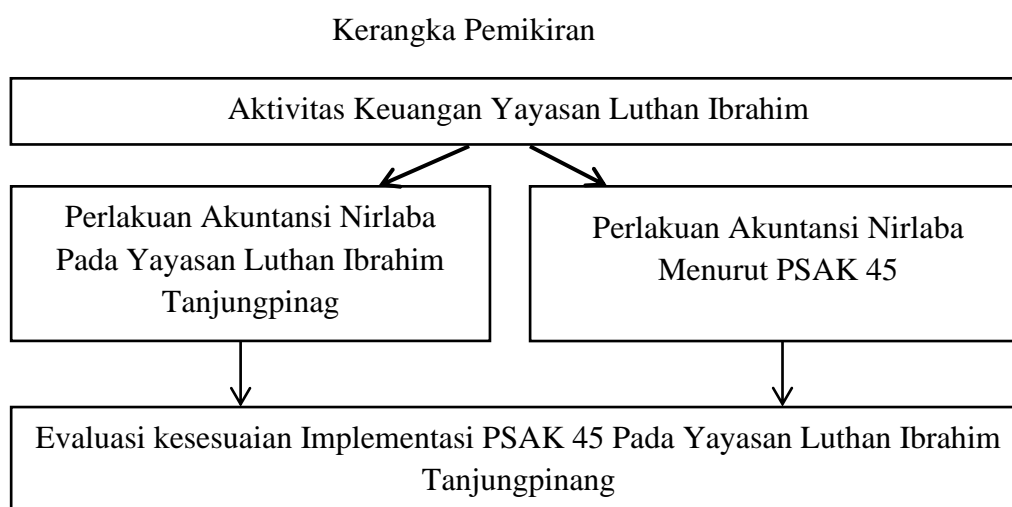 Kerangka Pemikiran
Aktivitas Keuangan Yayasan Luthan Ibrahim
Perlakuan Akuntansi Nirlaba
Pada Yayasan Luthan Ibrahim
Tanjungpinag
Perlakuan Akuntansi Nirlaba
Menurut PSAK 45
Evaluasi kesesuaian Implementasi PSAK 45 Pada Yayasan Luthan Ibrahim
Tanjungpinang